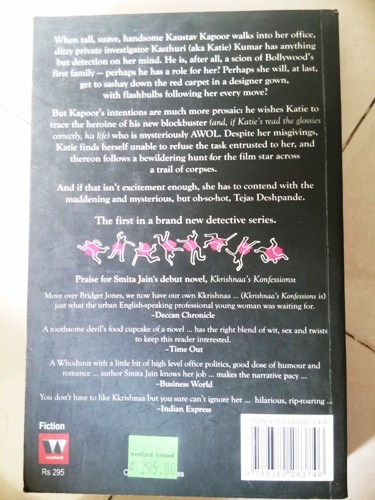 When tall, suave, handsome Kaustav Kapoor walks into her office,
ditzy private investigator Kasthuri (aka Katie) Kumar has anything
but detection on her mind. He is, after all, a scion of Bollywood's
first family – perhaps he has a role for her? Perhaps she will, at last,
get to sashay down the red carpet in a designer gown,
with flashbulbs following her every move?
But Kapoor's intentions are much more prosaic: he wishes Katie to
trace the heroine of his new blockbuster (and, if Katie's read the glossies
correctly, his life) who is mysteriously AWOL. Despite her misgivings,
Katie finds herself unable to refuse the task entrusted to her, and
thereon follows a bewildering hunt for the film star across
a trail of corpses.
And if that isn't excitement enough, she has to contend with the
maddening and mysterious, but oh-so-hot, Tejas Deshpande.
The first in a brand new detective series.
Praise for Smita Jain's debut novel, Kkrishnaa's Konfessions
Move over Bridget Jones, we now have our own Kkrishnaa ... (Kkrishnaa's Konfessions is)
just what the urban English-speaking professional young woman was waiting for.
–Deccan Chronicle
A toothsome devil's food cupcake of a novel ... has the right blend of wit, sex and twists
to keep this reader interested.
–Time Out
A Whodunit with a little bit of high level office politics, good dose of humour and
romance ... author Smita Jain knows her job ... makes the narrative pacy ...
–Business World
You don't have to like Kkrishnaa but you sure can't ignore her ... hilarious, rip-roaring ...
–Indian Express
Fiction
W
westland
Rs 295
westland limited
295.00
9789380283746